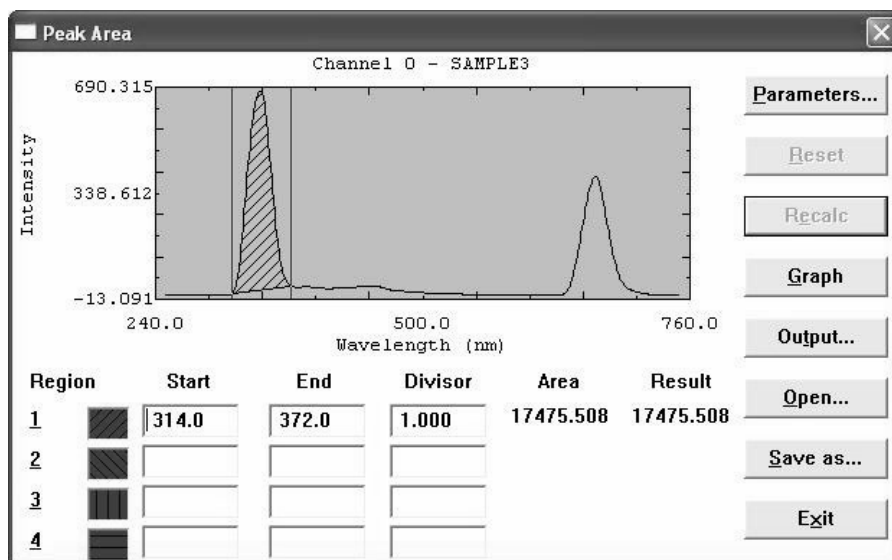 Peak Area
Channel 0 - SAMPLE3
690.315
338.612
-13.091
Intensity
240.0 500.0 760.0
Wavelength (nm)
Parameters...
Reset
Recalc
Graph
Output...
Open...
Save as...
Exit
Region Start End Divisor Area Result
1 314.0 372.0 1.000 17475.508 17475.508
2
3
4